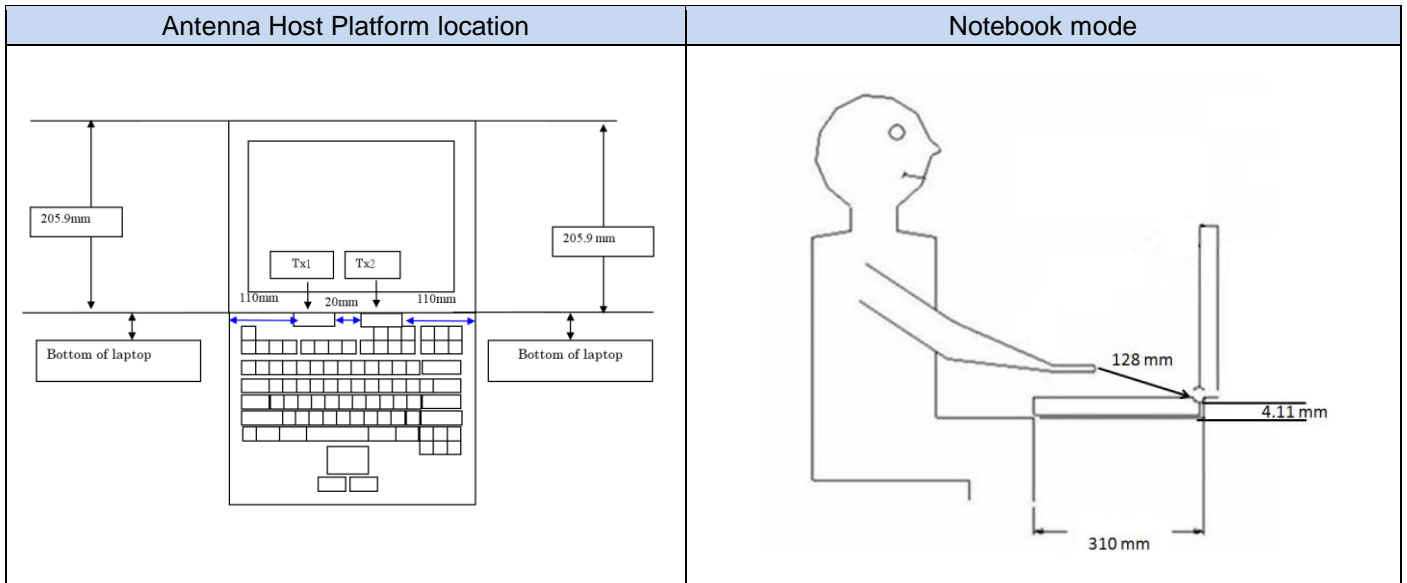 Antenna Host Platform location
Notebook mode
205.9mm
205.9 mm
Tx1
Tx2
110mm
20mm
110mm
Bottom of laptop
Bottom of laptop
128 mm
4.11 mm
310 mm